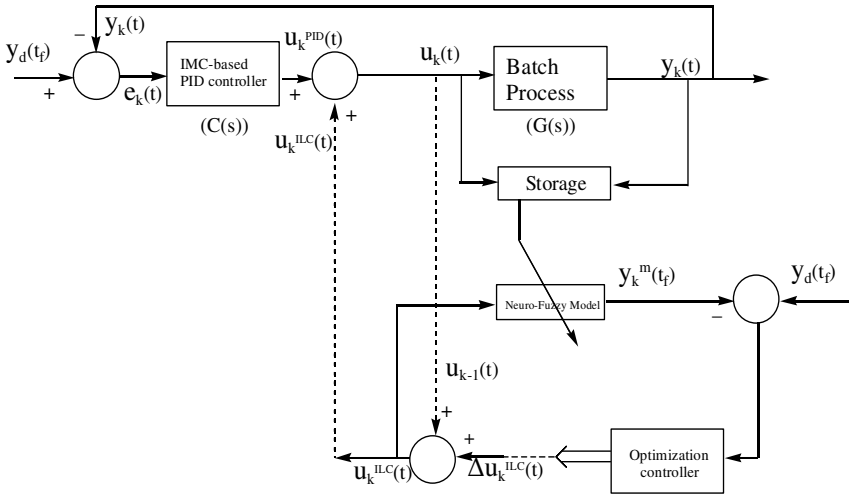 y_k(t)
y_d(t_f)
−
+
e_k(t)
IMC-based
PID controller
(C(s))
u_k^PID(t)
+
+
u_k^ILC(t)
u_k(t)
Batch
Process
(G(s))
y_k(t)
Storage
Neuro-Fuzzy Model
y_k^m(t_f)
y_d(t_f)
−
u_k-1(t)
+
+
u_k^ILC(t)
Δu_k^ILC(t)
Optimization
controller